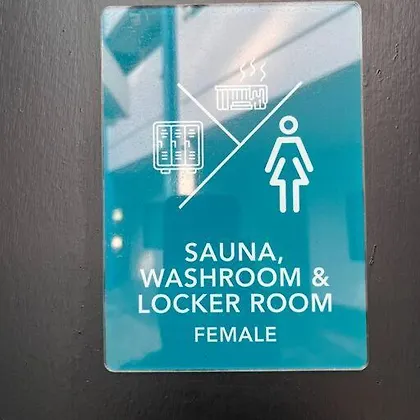 SAUNA,
WASHROOM &
LOCKER ROOM
FEMALE